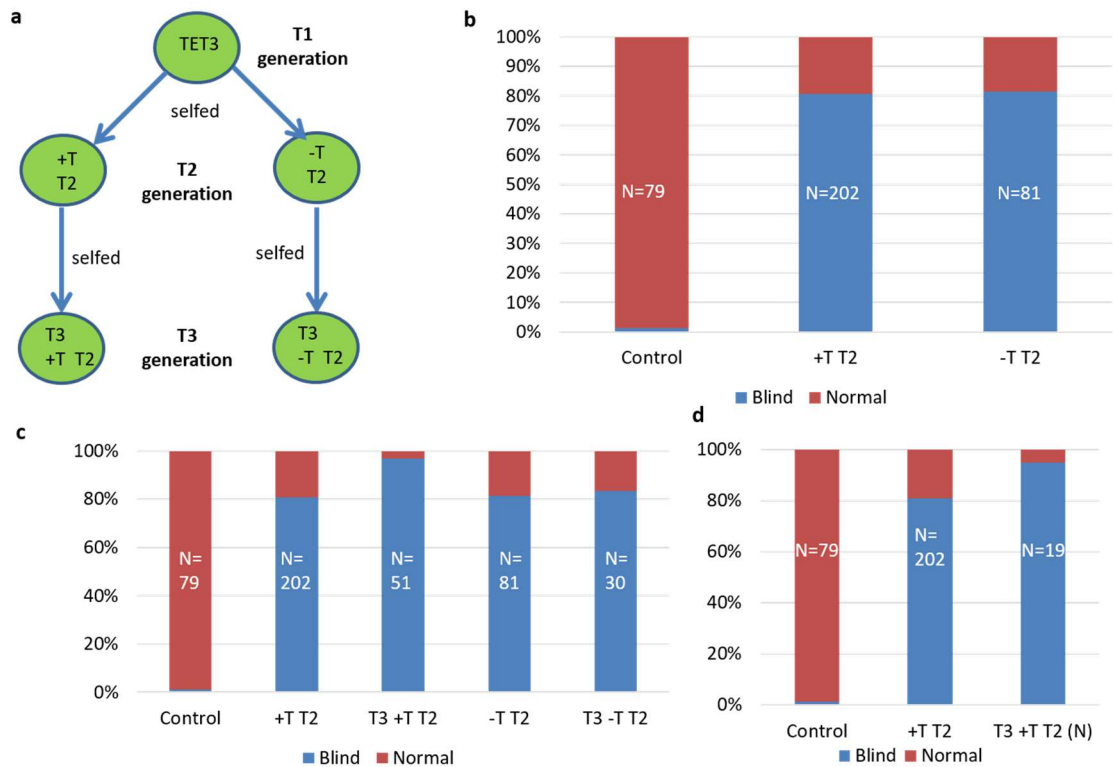 a
TET3
T1
generation
selfed
+T
T2
T2
generation
-T
T2
selfed
selfed
T3
+T T2
T3
generation
T3
-T T2
b
100%
90%
80%
70%
60%
50%
40%
30%
20%
10%
0%
N=79
N=202
N=81
Control
+T T2
-T T2
Blind
Normal
c
100%
80%
60%
40%
20%
0%
N=
79
N=
202
N=
51
N=
81
N=
30
Control
+T T2
T3 +T T2
-T T2
T3 -T T2
Blind
Normal
d
100%
80%
60%
40%
20%
0%
N=79
N=
202
N=19
Control
+T T2
T3 +T T2 (N)
Blind
Normal